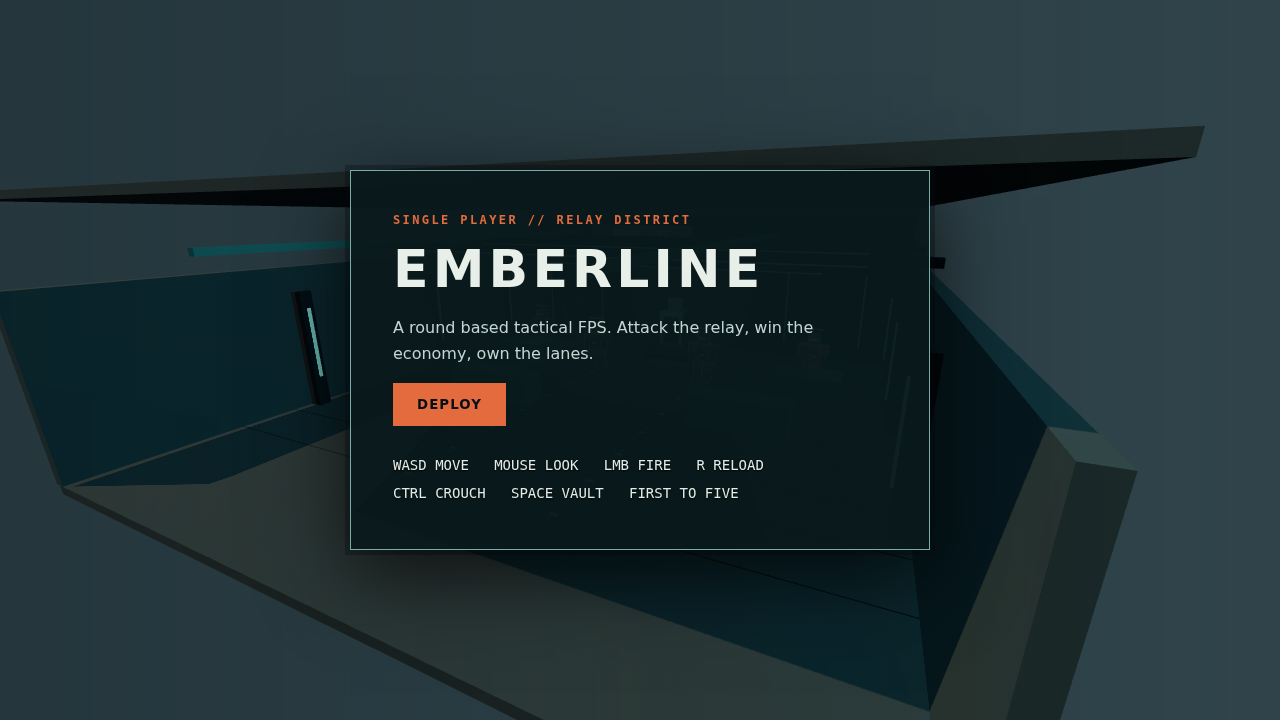 SINGLE PLAYER // RELAY DISTRICT
EMBERLINE
A round based tactical FPS. Attack the relay, win the
economy, own the lanes.
DEPLOY
WASD MOVE MOUSE LOOK LMB FIRE R RELOAD
CTRL CROUCH SPACE VAULT FIRST TO FIVE